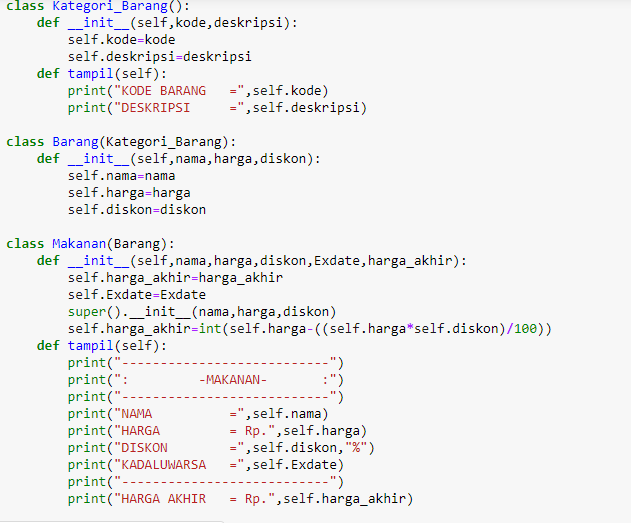 class Kategori_Barang():
    def __init__(self,kode,deskripsi):
        self.kode=kode
        self.deskripsi=deskripsi
    def tampil(self):
        print("KODE BARANG   =",self.kode)
        print("DESKRIPSI     =",self.deskripsi)

class Barang(Kategori_Barang):
    def __init__(self,nama,harga,diskon):
        self.nama=nama
        self.harga=harga
        self.diskon=diskon

class Makanan(Barang):
    def __init__(self,nama,harga,diskon,Exdate,harga_akhir):
        self.harga_akhir=harga_akhir
        self.Exdate=Exdate
        super().__init__(nama,harga,diskon)
        self.harga_akhir=int(self.harga-((self.harga*self.diskon)/100))
    def tampil(self):
        print("---------------------------")
        print(":         -MAKANAN-       :")
        print("---------------------------")
        print("NAMA          =",self.nama)
        print("HARGA         = Rp.",self.harga)
        print("DISKON        =",self.diskon,"%")
        print("KADALUWARSA   =",self.Exdate)
        print("---------------------------")
        print("HARGA AKHIR   = Rp.",self.harga_akhir)